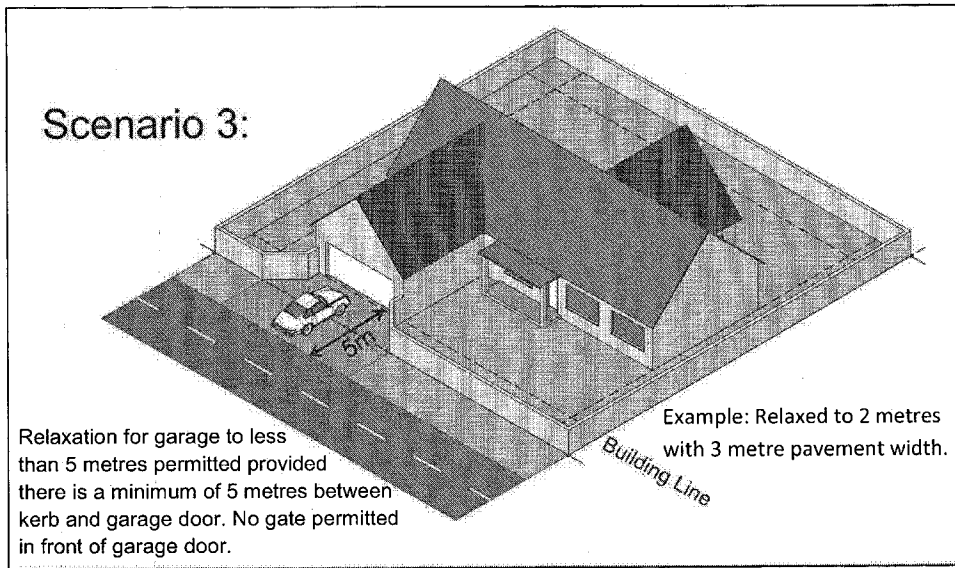 Scenario 3:
5m
Relaxation for garage to less
than 5 metres permitted provided
there is a minimum of 5 metres between
kerb and garage door. No gate permitted
in front of garage door.
Building Line
Example: Relaxed to 2 metres
with 3 metre pavement width.